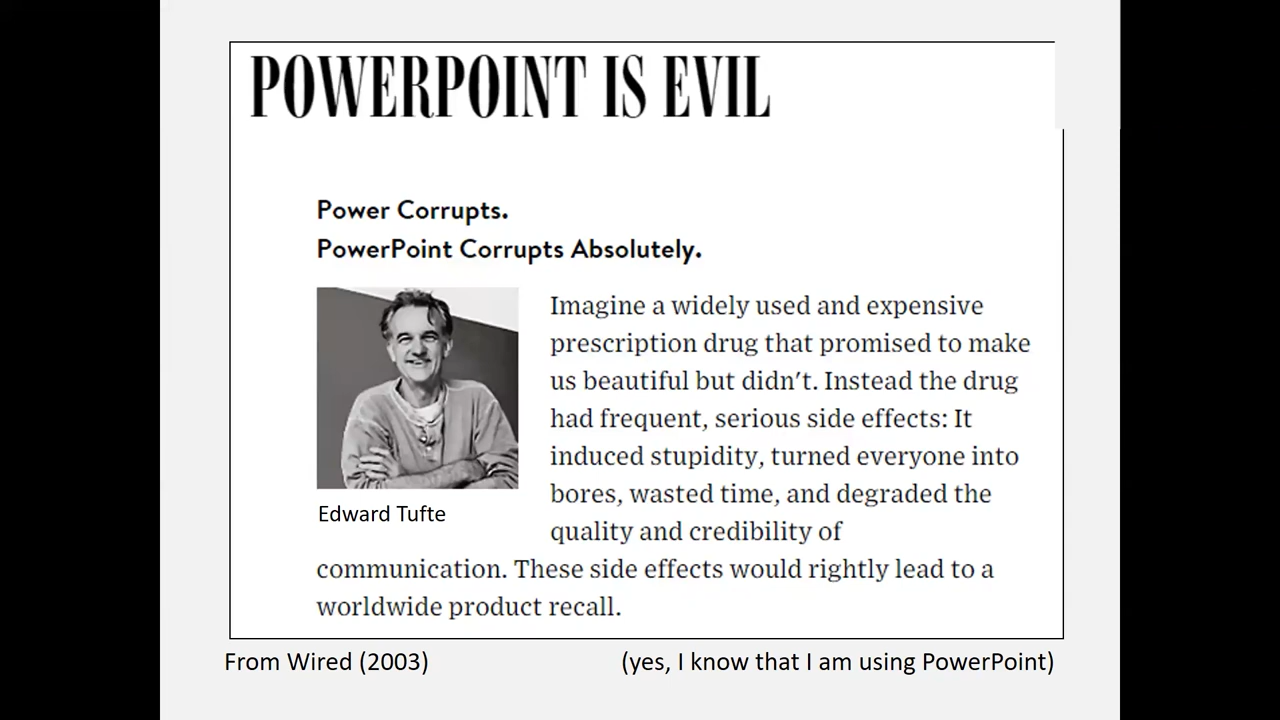 POWERPOINT IS EVIL
Power Corrupts.
PowerPoint Corrupts Absolutely.
Imagine a widely used and expensive
prescription drug that promised to make
us beautiful but didn't. Instead the drug
had frequent, serious side effects: It
induced stupidity, turned everyone into
bores, wasted time, and degraded the
quality and credibility of
communication. These side effects would rightly lead to a
worldwide product recall.
Edward Tufte
From Wired (2003)
(yes, I know that I am using PowerPoint)